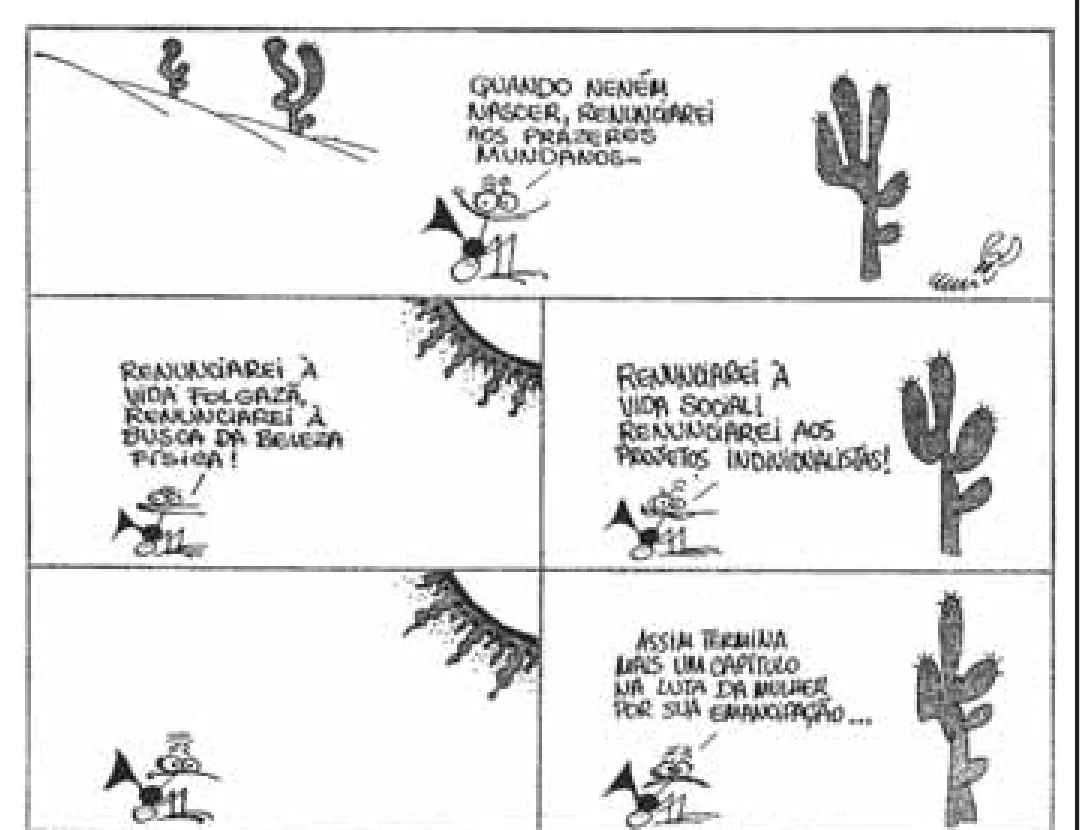 QUANDO NENÉM
NASCER, RENUNCIAREI
AOS PRAZERES
MUNDANOS...
RENUNCIAREI À
VIDA FOLGAZÃ,
RENUNCIAREI À
BUSCA DA BELEZA
FÍSICA!
RENUNCIAREI À
VIDA SOCIAL!
RENUNCIAREI AOS
PROJETOS INDIVIDUALISTAS!
ASSIM TERMINA
MAIS UM CAPÍTULO
NA LUTA DA MULHER
POR SUA EMANCIPAÇÃO...